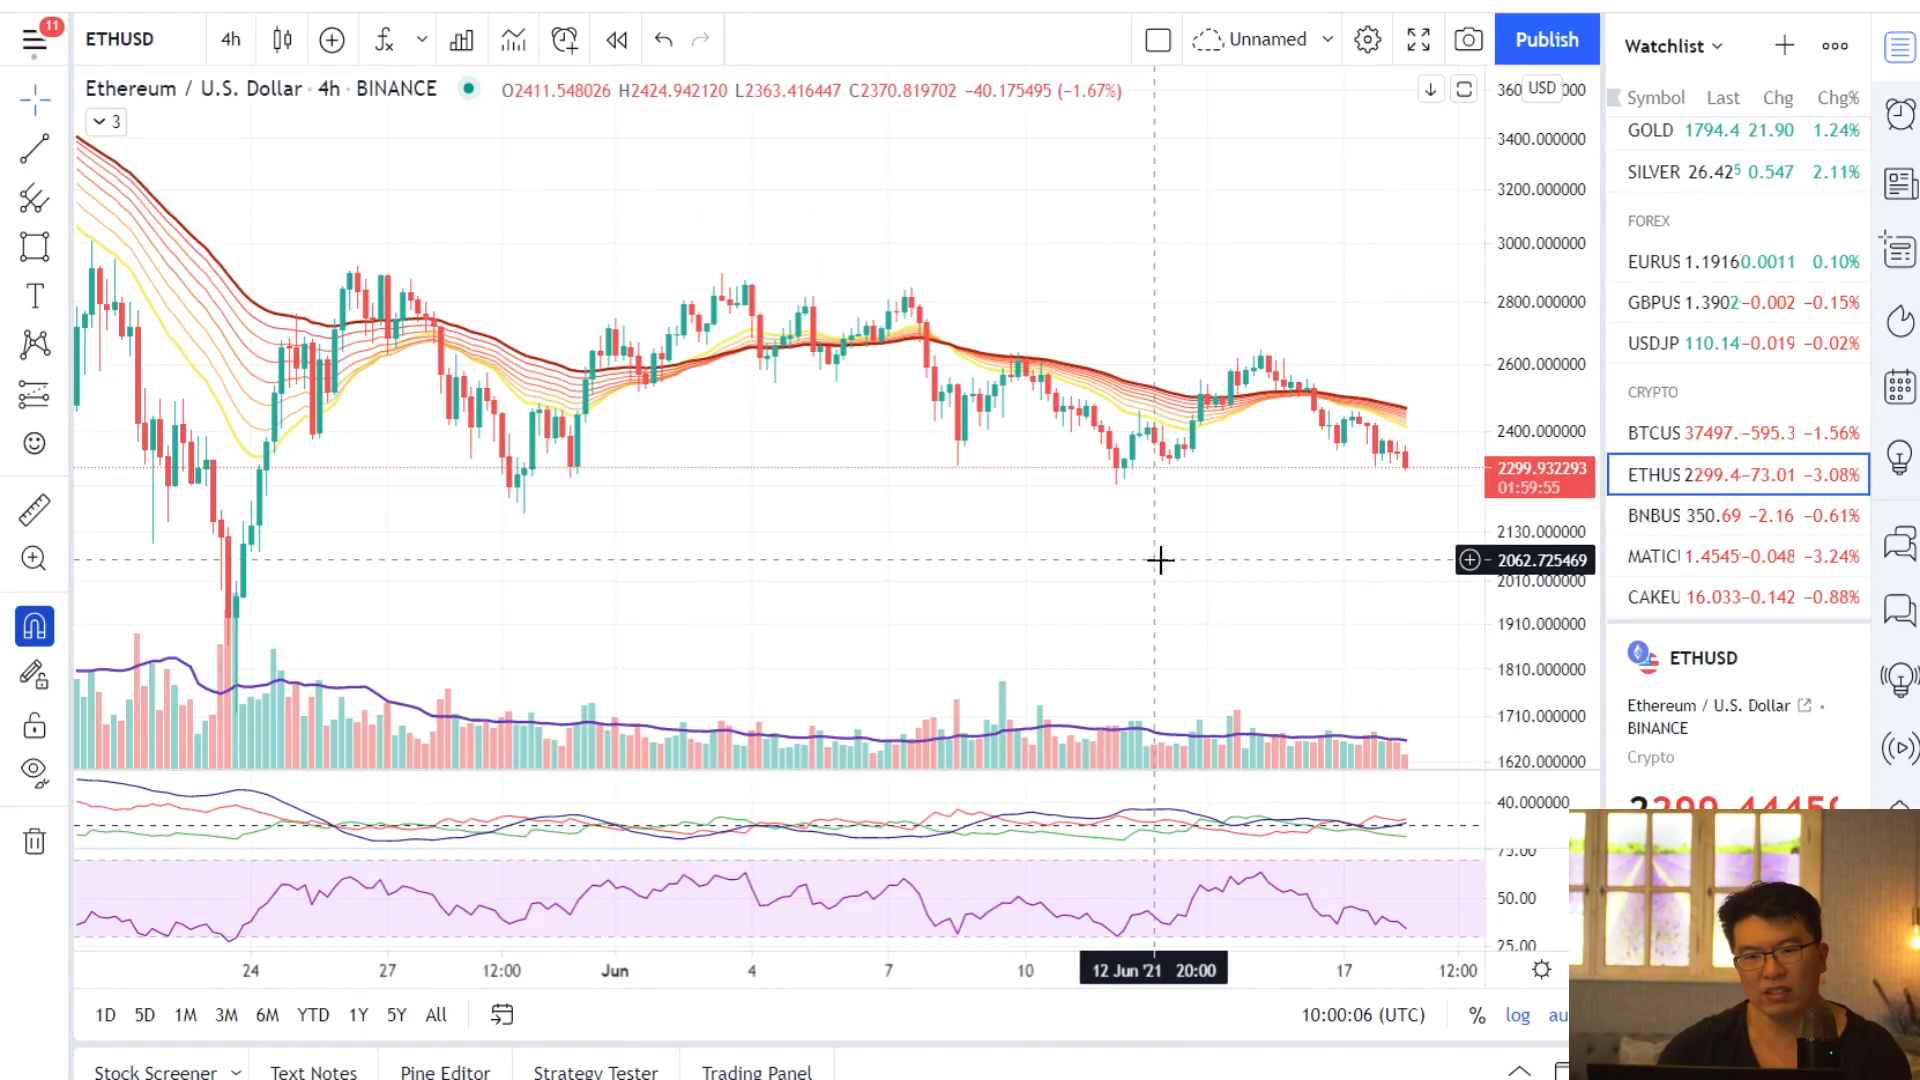 11
ETHUSD
4h
fx
Unnamed
Publish
Ethereum / U.S. Dollar · 4h · BINANCE
O2411.548026 H2424.942120 L2363.416447 C2370.819702 −40.175495 (−1.67%)
3
USD
3400.000000
3200.000000
3000.000000
2800.000000
2600.000000
2400.000000
2299.932293
01:59:55
2130.000000
2062.725469
2010.000000
1910.000000
1810.000000
1710.000000
1620.000000
40.000000
75.00
50.00
25.00
24
27
12:00
Jun
4
7
10
12 Jun '21 20:00
17
12:00
1D 5D 1M 3M 6M YTD 1Y 5Y All
10:00:06 (UTC)
%
log
Stock Screener
Text Notes
Pine Editor
Strategy Tester
Trading Panel
Watchlist
Symbol Last Chg Chg%
GOLD 1794.4 21.90 1.24%
SILVER 26.425 0.547 2.11%
FOREX
EURUS 1.1916 0.0011 0.10%
GBPUS 1.3902 −0.002 −0.15%
USDJP 110.14 −0.019 −0.02%
CRYPTO
BTCUS 37497. −595.3 −1.56%
ETHUS 2299.4 −73.01 −3.08%
BNBUS 350.69 −2.16 −0.61%
MATIC 1.4545 −0.048 −3.24%
CAKEU 16.033 −0.142 −0.88%
ETHUSD
Ethereum / U.S. Dollar
BINANCE
Crypto